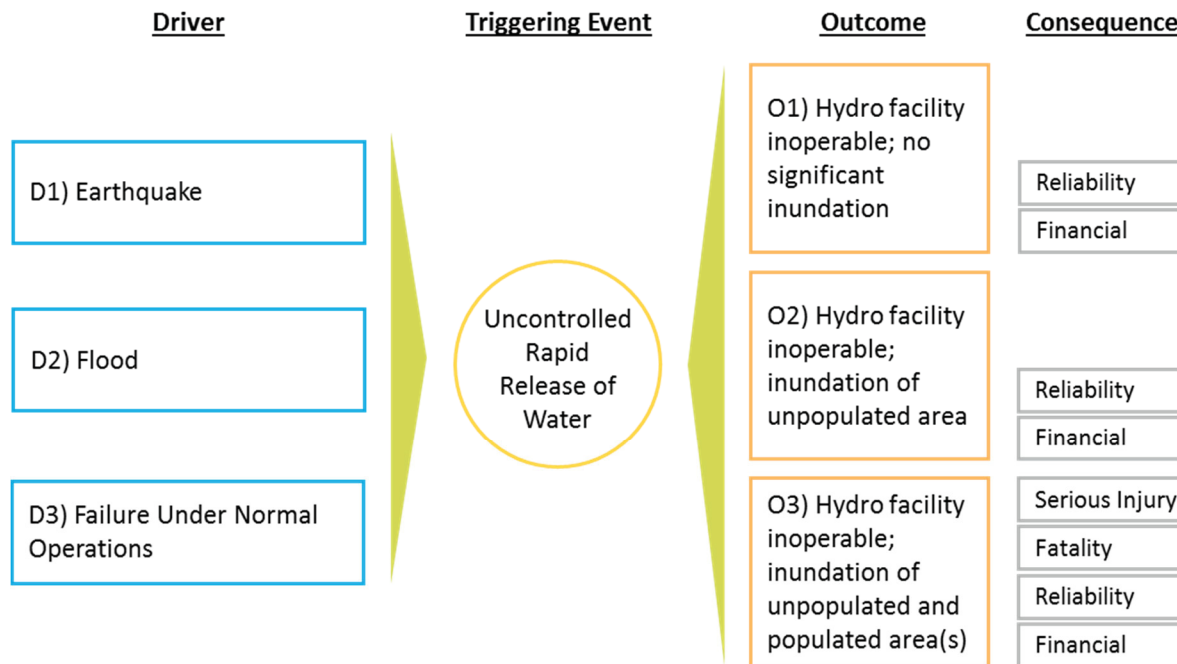 Driver
Triggering Event
Outcome
Consequence
D1) Earthquake
D2) Flood
D3) Failure Under Normal
Operations
Uncontrolled
Rapid
Release of
Water
O1) Hydro facility
inoperable; no
significant
inundation
Reliability
Financial
O2) Hydro facility
inoperable;
inundation of
unpopulated area
Reliability
Financial
O3) Hydro facility
inoperable;
inundation of
unpopulated and
populated area(s)
Serious Injury
Fatality
Reliability
Financial